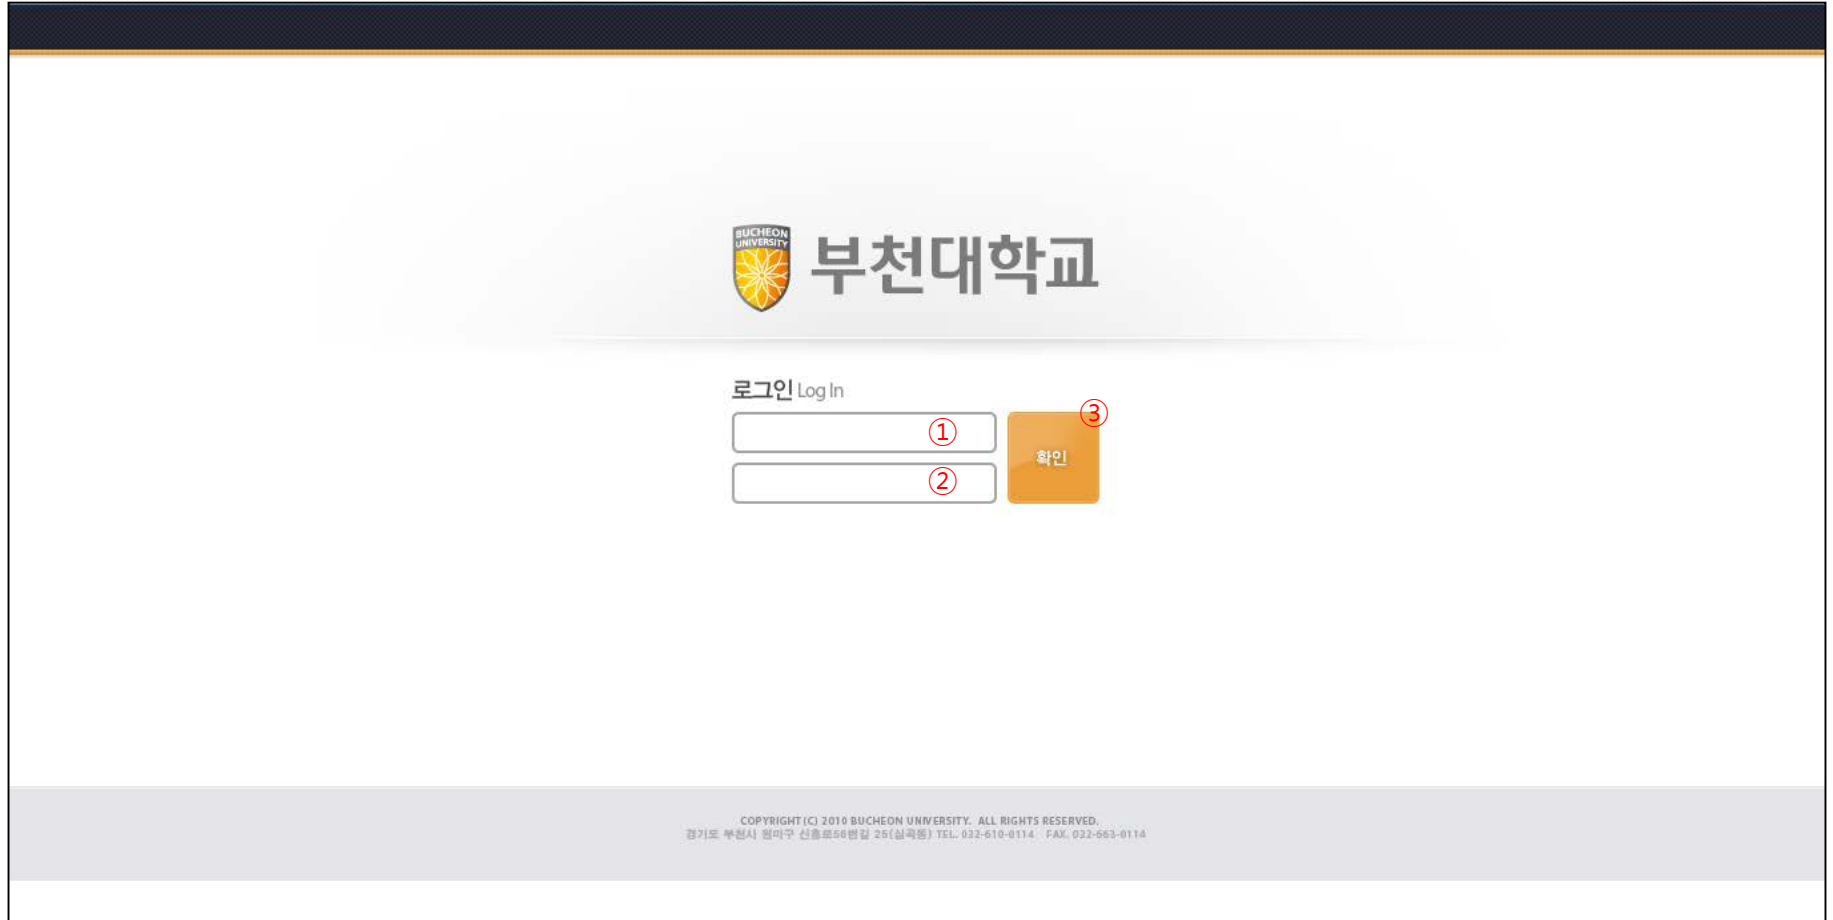 BUCHEON
UNIVERSITY
부천대학교
로그인 Log In
①
②
③
확인
COPYRIGHT (C) 2010 BUCHEON UNIVERSITY. ALL RIGHTS RESERVED.
경기도 부천시 원미구 신흥로56번길 25(심곡동) TEL. 032-610-0114 FAX. 032-663-0114